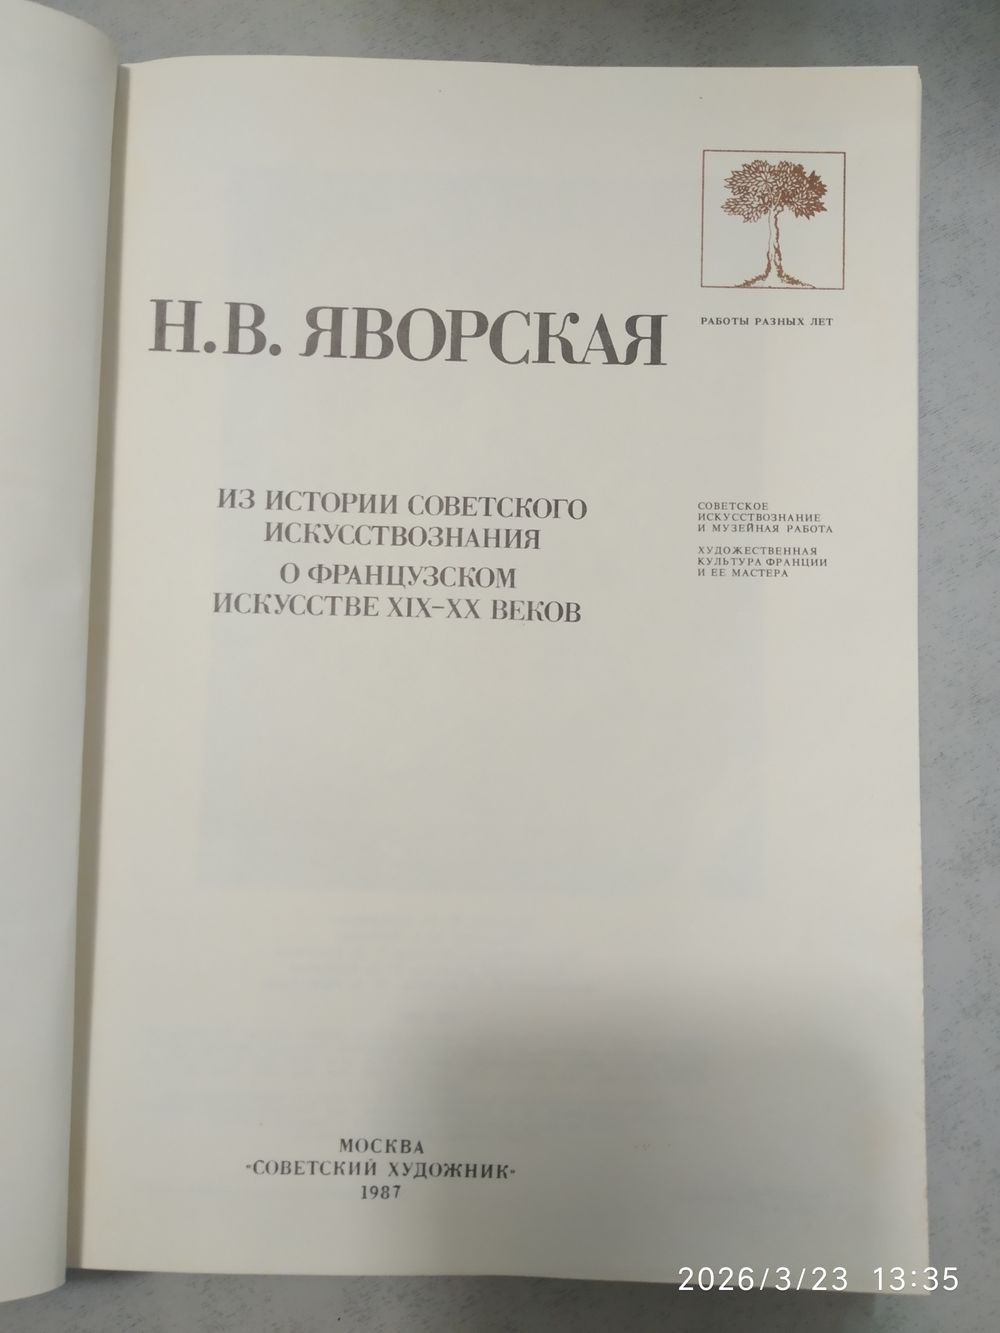 РАБОТЫ РАЗНЫХ ЛЕТ
Н.В. ЯВОРСКАЯ
ИЗ ИСТОРИИ СОВЕТСКОГО
ИСКУССТВОЗНАНИЯ
О ФРАНЦУЗСКОМ
ИСКУССТВЕ XIX–XX ВЕКОВ
СОВЕТСКОЕ
ИСКУССТВОЗНАНИЕ
И МУЗЕЙНАЯ РАБОТА
ХУДОЖЕСТВЕННАЯ
КУЛЬТУРА ФРАНЦИИ
И ЕЕ МАСТЕРА
МОСКВА
«СОВЕТСКИЙ ХУДОЖНИК»
1987
2026/3/23 13:35